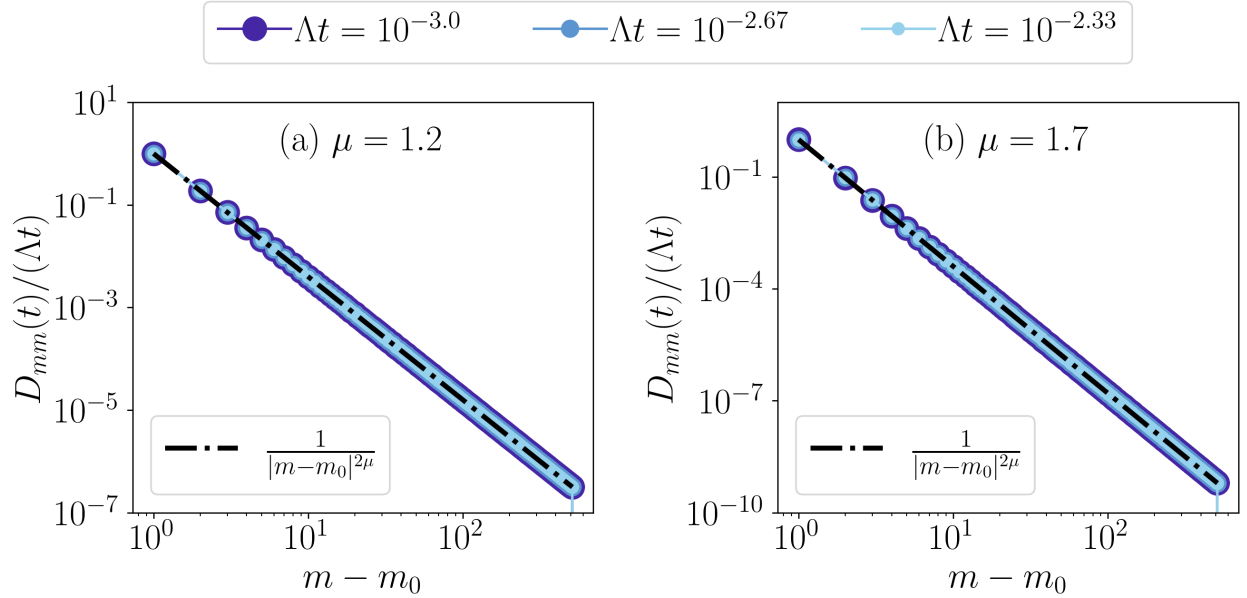 Λt = 10^{-3.0} Λt = 10^{-2.67} Λt = 10^{-2.33}
(a) μ = 1.2
10^1
10^{-1}
10^{-3}
10^{-5}
10^{-7}
D_{mm}(t)/(Λt)
1/|m−m_0|^{2μ}
10^0 10^1 10^2
m − m_0
(b) μ = 1.7
10^{-1}
10^{-4}
10^{-7}
10^{-10}
D_{mm}(t)/(Λt)
1/|m−m_0|^{2μ}
10^0 10^1 10^2
m − m_0